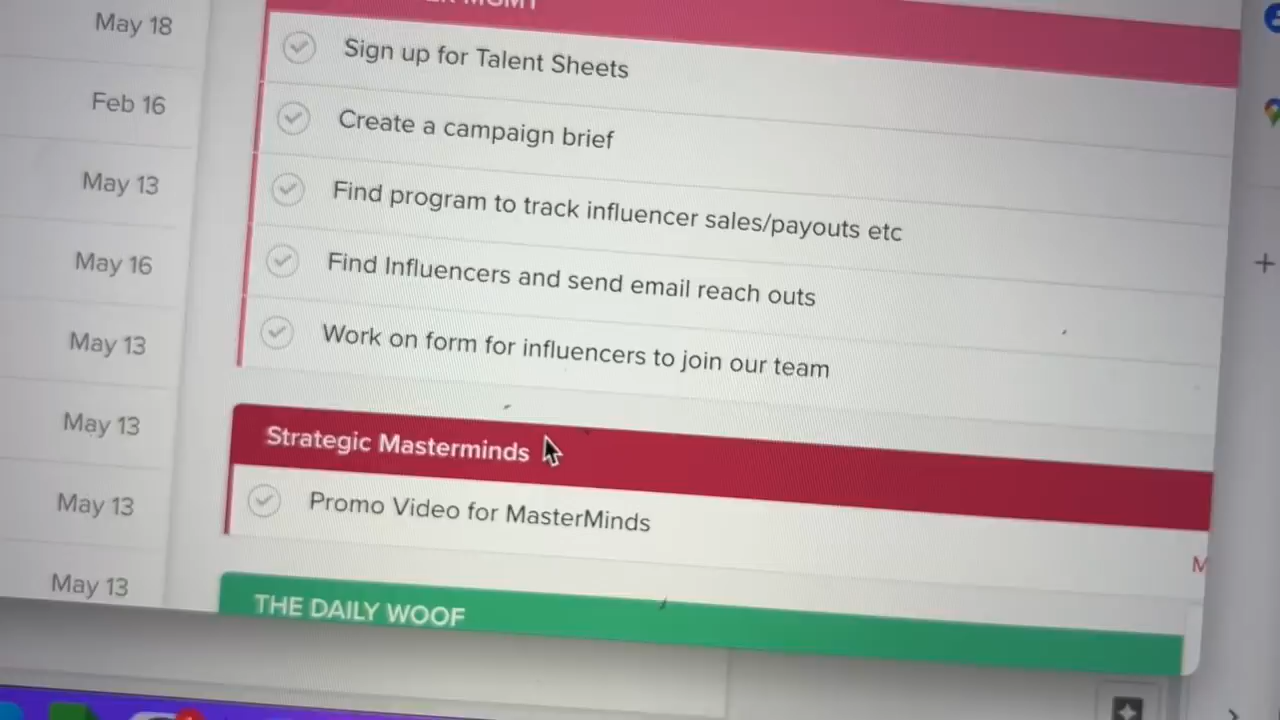 May 18
Feb 16
May 13
May 16
May 13
May 13
May 13
May 13
MGMT
Sign up for Talent Sheets
Create a campaign brief
Find program to track influencer sales/payouts etc
Find Influencers and send email reach outs
Work on form for influencers to join our team
Strategic Masterminds
Promo Video for MasterMinds
M
THE DAILY WOOF